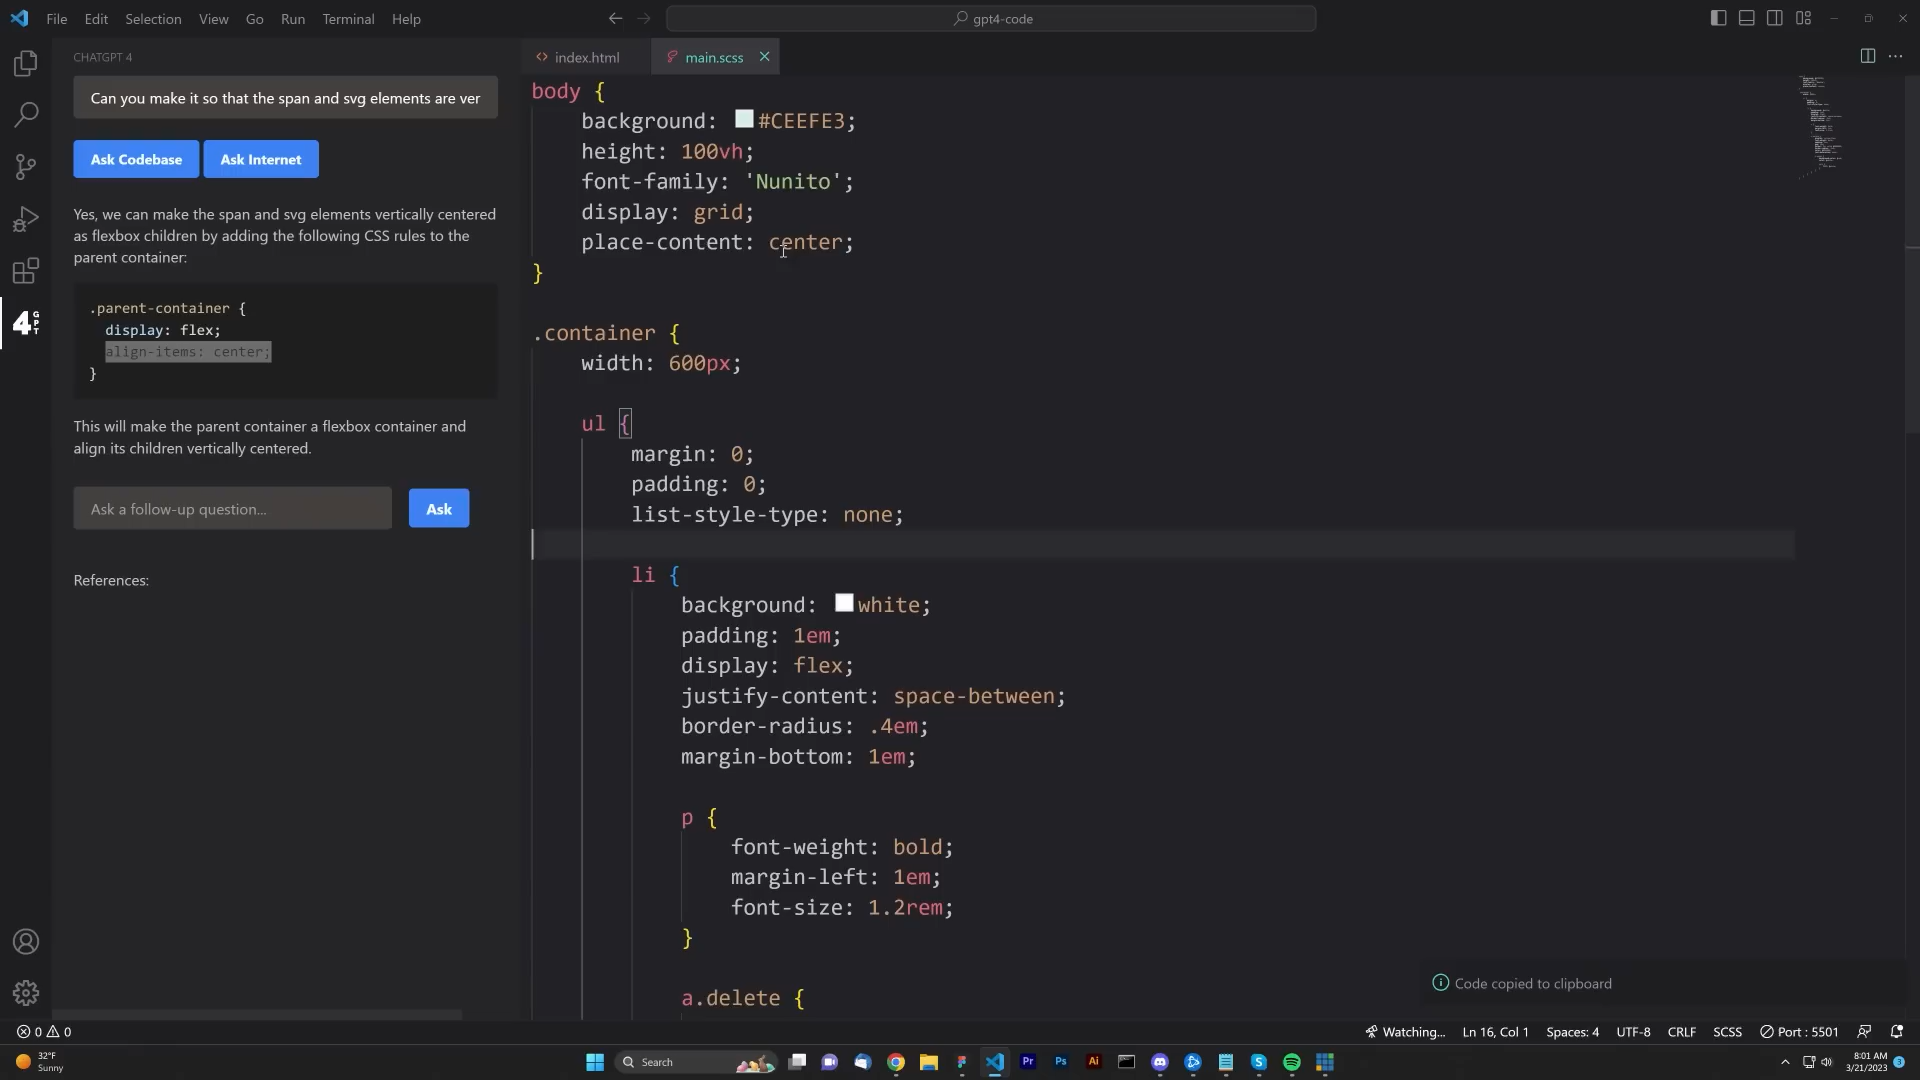 File Edit Selection View Go Run Terminal Help
gpt4-code
CHATGPT 4
Can you make it so that the span and svg elements are ver
Ask Codebase Ask Internet
Yes, we can make the span and svg elements vertically centered
as flexbox children by adding the following CSS rules to the
parent container:
.parent-container {
display: flex;
align-items: center;
}
This will make the parent container a flexbox container and
align its children vertically centered.
Ask a follow-up question...
Ask
References:
4 GPT
index.html
main.scss
body {
background: #CEEFE3;
height: 100vh;
font-family: 'Nunito';
display: grid;
place-content: center;
}
.container {
width: 600px;
ul {
margin: 0;
padding: 0;
list-style-type: none;
li {
background: white;
padding: 1em;
display: flex;
justify-content: space-between;
border-radius: .4em;
margin-bottom: 1em;
p {
font-weight: bold;
margin-left: 1em;
font-size: 1.2rem;
}
a.delete {
Code copied to clipboard
0 0
Watching... Ln 16, Col 1 Spaces: 4 UTF-8 CRLF SCSS Port : 5501
32°F
Sunny
Search
Pr Ps Ai
8:01 AM
3/21/2023
3